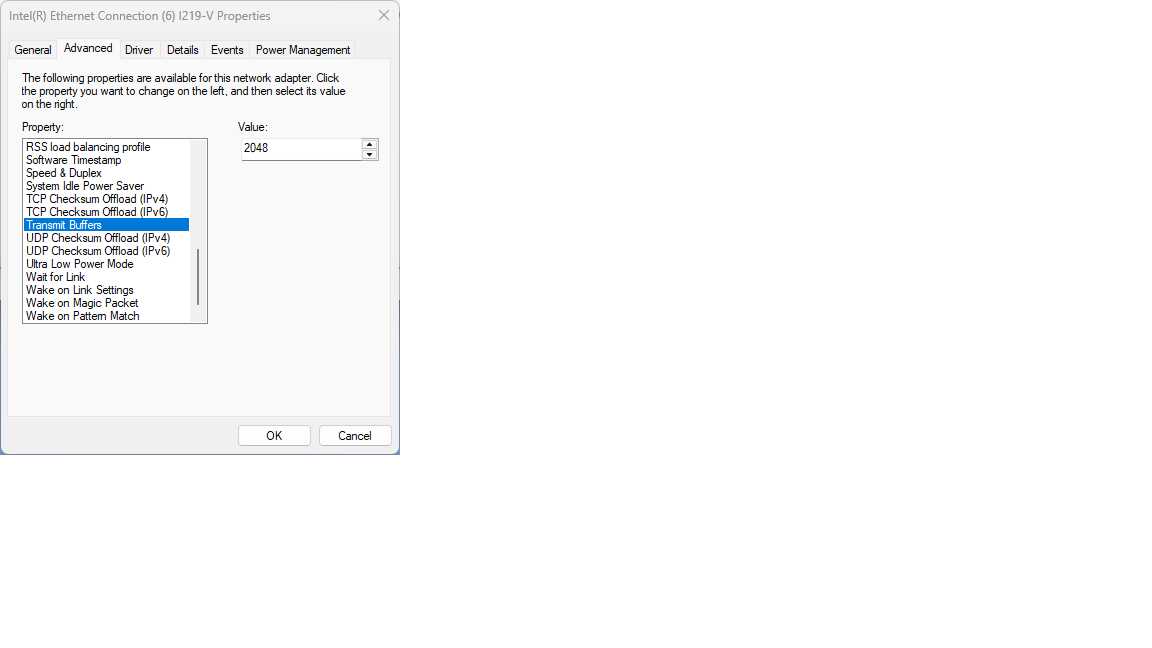 Intel(R) Ethernet Connection (6) I219-V Properties
General Advanced Driver Details Events Power Management
The following properties are available for this network adapter. Click
the property you want to change on the left, and then select its value
on the right.
Property: Value:
RSS load balancing profile
2048
Software Timestamp
Speed & Duplex
System Idle Power Saver
TCP Checksum Offload (IPv4)
TCP Checksum Offload (IPv6)
Transmit Buffers
UDP Checksum Offload (IPv4)
UDP Checksum Offload (IPv6)
Ultra Low Power Mode
Wait for Link
Wake on Link Settings
Wake on Magic Packet
Wake on Pattern Match
OK Cancel